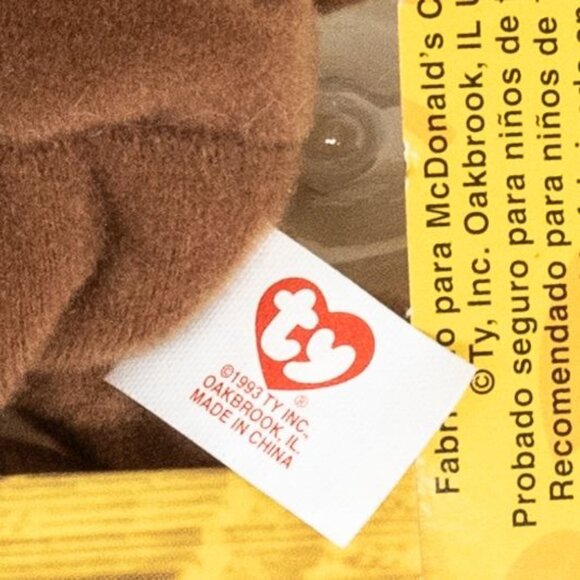 ty
©1993 TY INC.,
OAKBROOK, IL.
MADE IN CHINA
®
para McDonald's
©Ty, Inc. Oakbrook, IL
Probado seguro para niños de
Recomendado para niños de